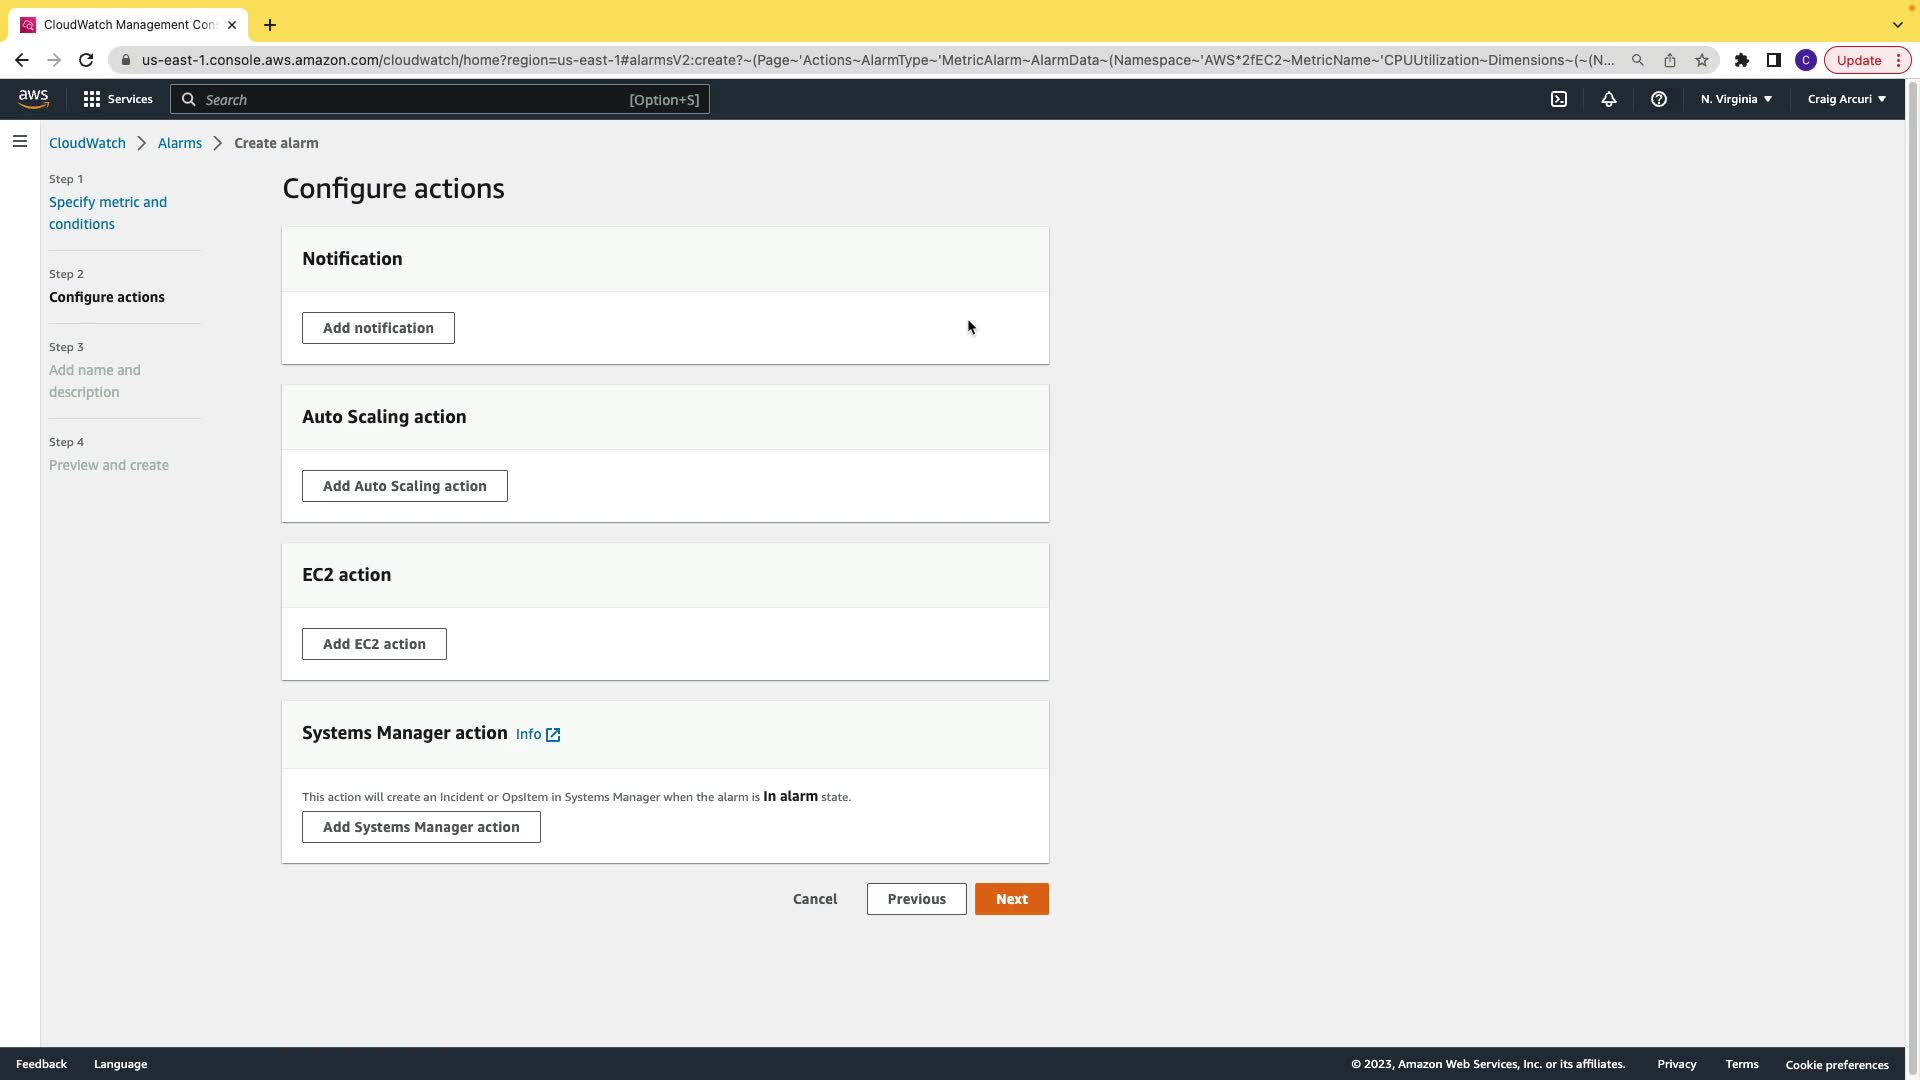 CloudWatch Management Con
us-east-1.console.aws.amazon.com/cloudwatch/home?region=us-east-1#alarmsV2:create?~(Page~'Actions~AlarmType~'MetricAlarm~AlarmData~(Namespace~'AWS*2fEC2~MetricName~'CPUUtilization~Dimensions~(~(N...
C
Update
aws
Services
Search
[Option+S]
N. Virginia
Craig Arcuri
CloudWatch
Alarms
Create alarm
Step 1
Specify metric and
conditions
Step 2
Configure actions
Step 3
Add name and
description
Step 4
Preview and create
Configure actions
Notification
Add notification
Auto Scaling action
Add Auto Scaling action
EC2 action
Add EC2 action
Systems Manager action Info
This action will create an Incident or OpsItem in Systems Manager when the alarm is In alarm state.
Add Systems Manager action
Cancel
Previous
Next
Feedback
Language
© 2023, Amazon Web Services, Inc. or its affiliates.
Privacy
Terms
Cookie preferences